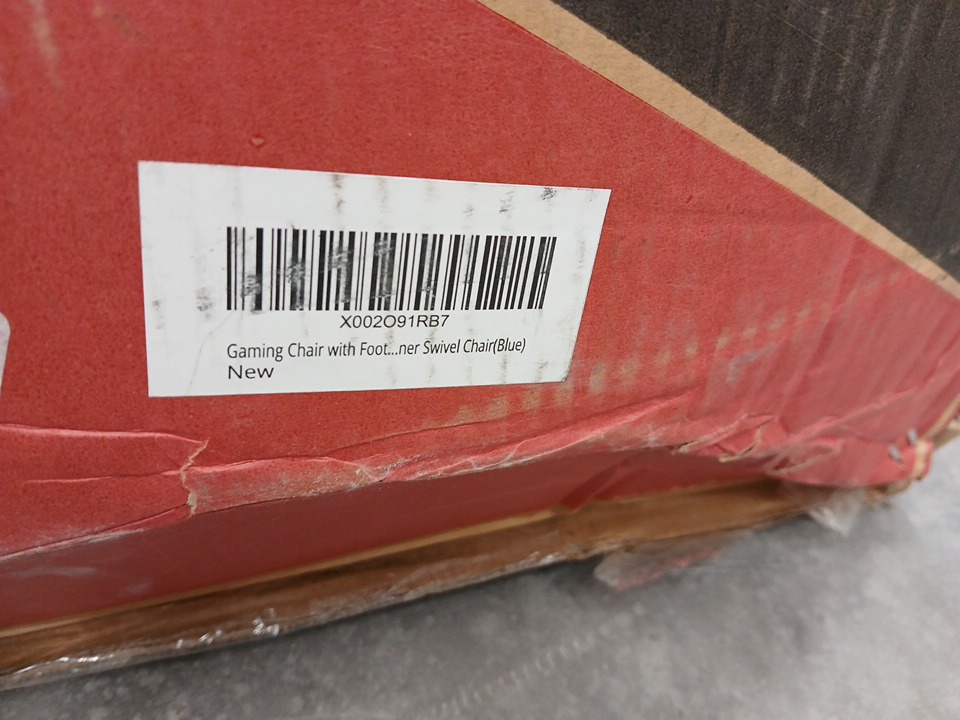 X002O91RB7
Gaming Chair with Foot...ner Swivel Chair(Blue)
New